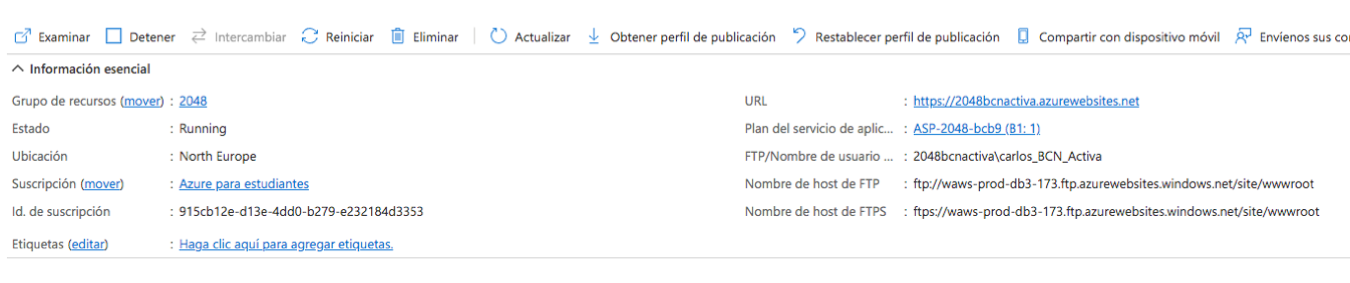 Examinar Detener Intercambiar Reiniciar Eliminar Actualizar Obtener perfil de publicación Restablecer perfil de publicación Compartir con dispositivo móvil Envíenos sus co
Información esencial
Grupo de recursos (mover) : 2048 URL : https://2048bcnactiva.azurewebsites.net
Estado : Running Plan del servicio de aplic... : ASP-2048-bcb9 (B1: 1)
Ubicación : North Europe FTP/Nombre de usuario ... : 2048bcnactiva\carlos_BCN_Activa
Suscripción (mover) : Azure para estudiantes Nombre de host de FTP : ftp://waws-prod-db3-173.ftp.azurewebsites.windows.net/site/wwwroot
Id. de suscripción : 915cb12e-d13e-4dd0-b279-e232184d3353 Nombre de host de FTPS : ftps://waws-prod-db3-173.ftp.azurewebsites.windows.net/site/wwwroot
Etiquetas (editar) : Haga clic aquí para agregar etiquetas.